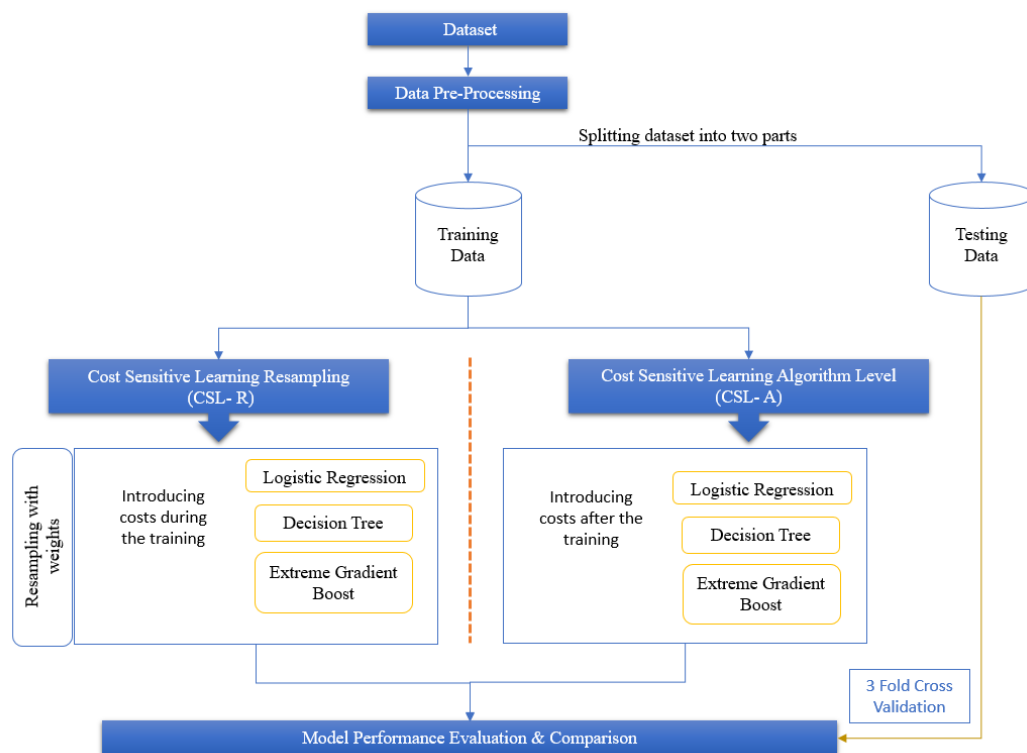 Dataset
Data Pre-Processing
Splitting dataset into two parts
Training
Data
Testing
Data
Cost Sensitive Learning Resampling
(CSL- R)
Cost Sensitive Learning Algorithm Level
(CSL- A)
Resampling with
weights
Introducing
costs during
the training
Logistic Regression
Decision Tree
Extreme Gradient
Boost
Introducing
costs after the
training
Logistic Regression
Decision Tree
Extreme Gradient
Boost
3 Fold Cross
Validation
Model Performance Evaluation & Comparison